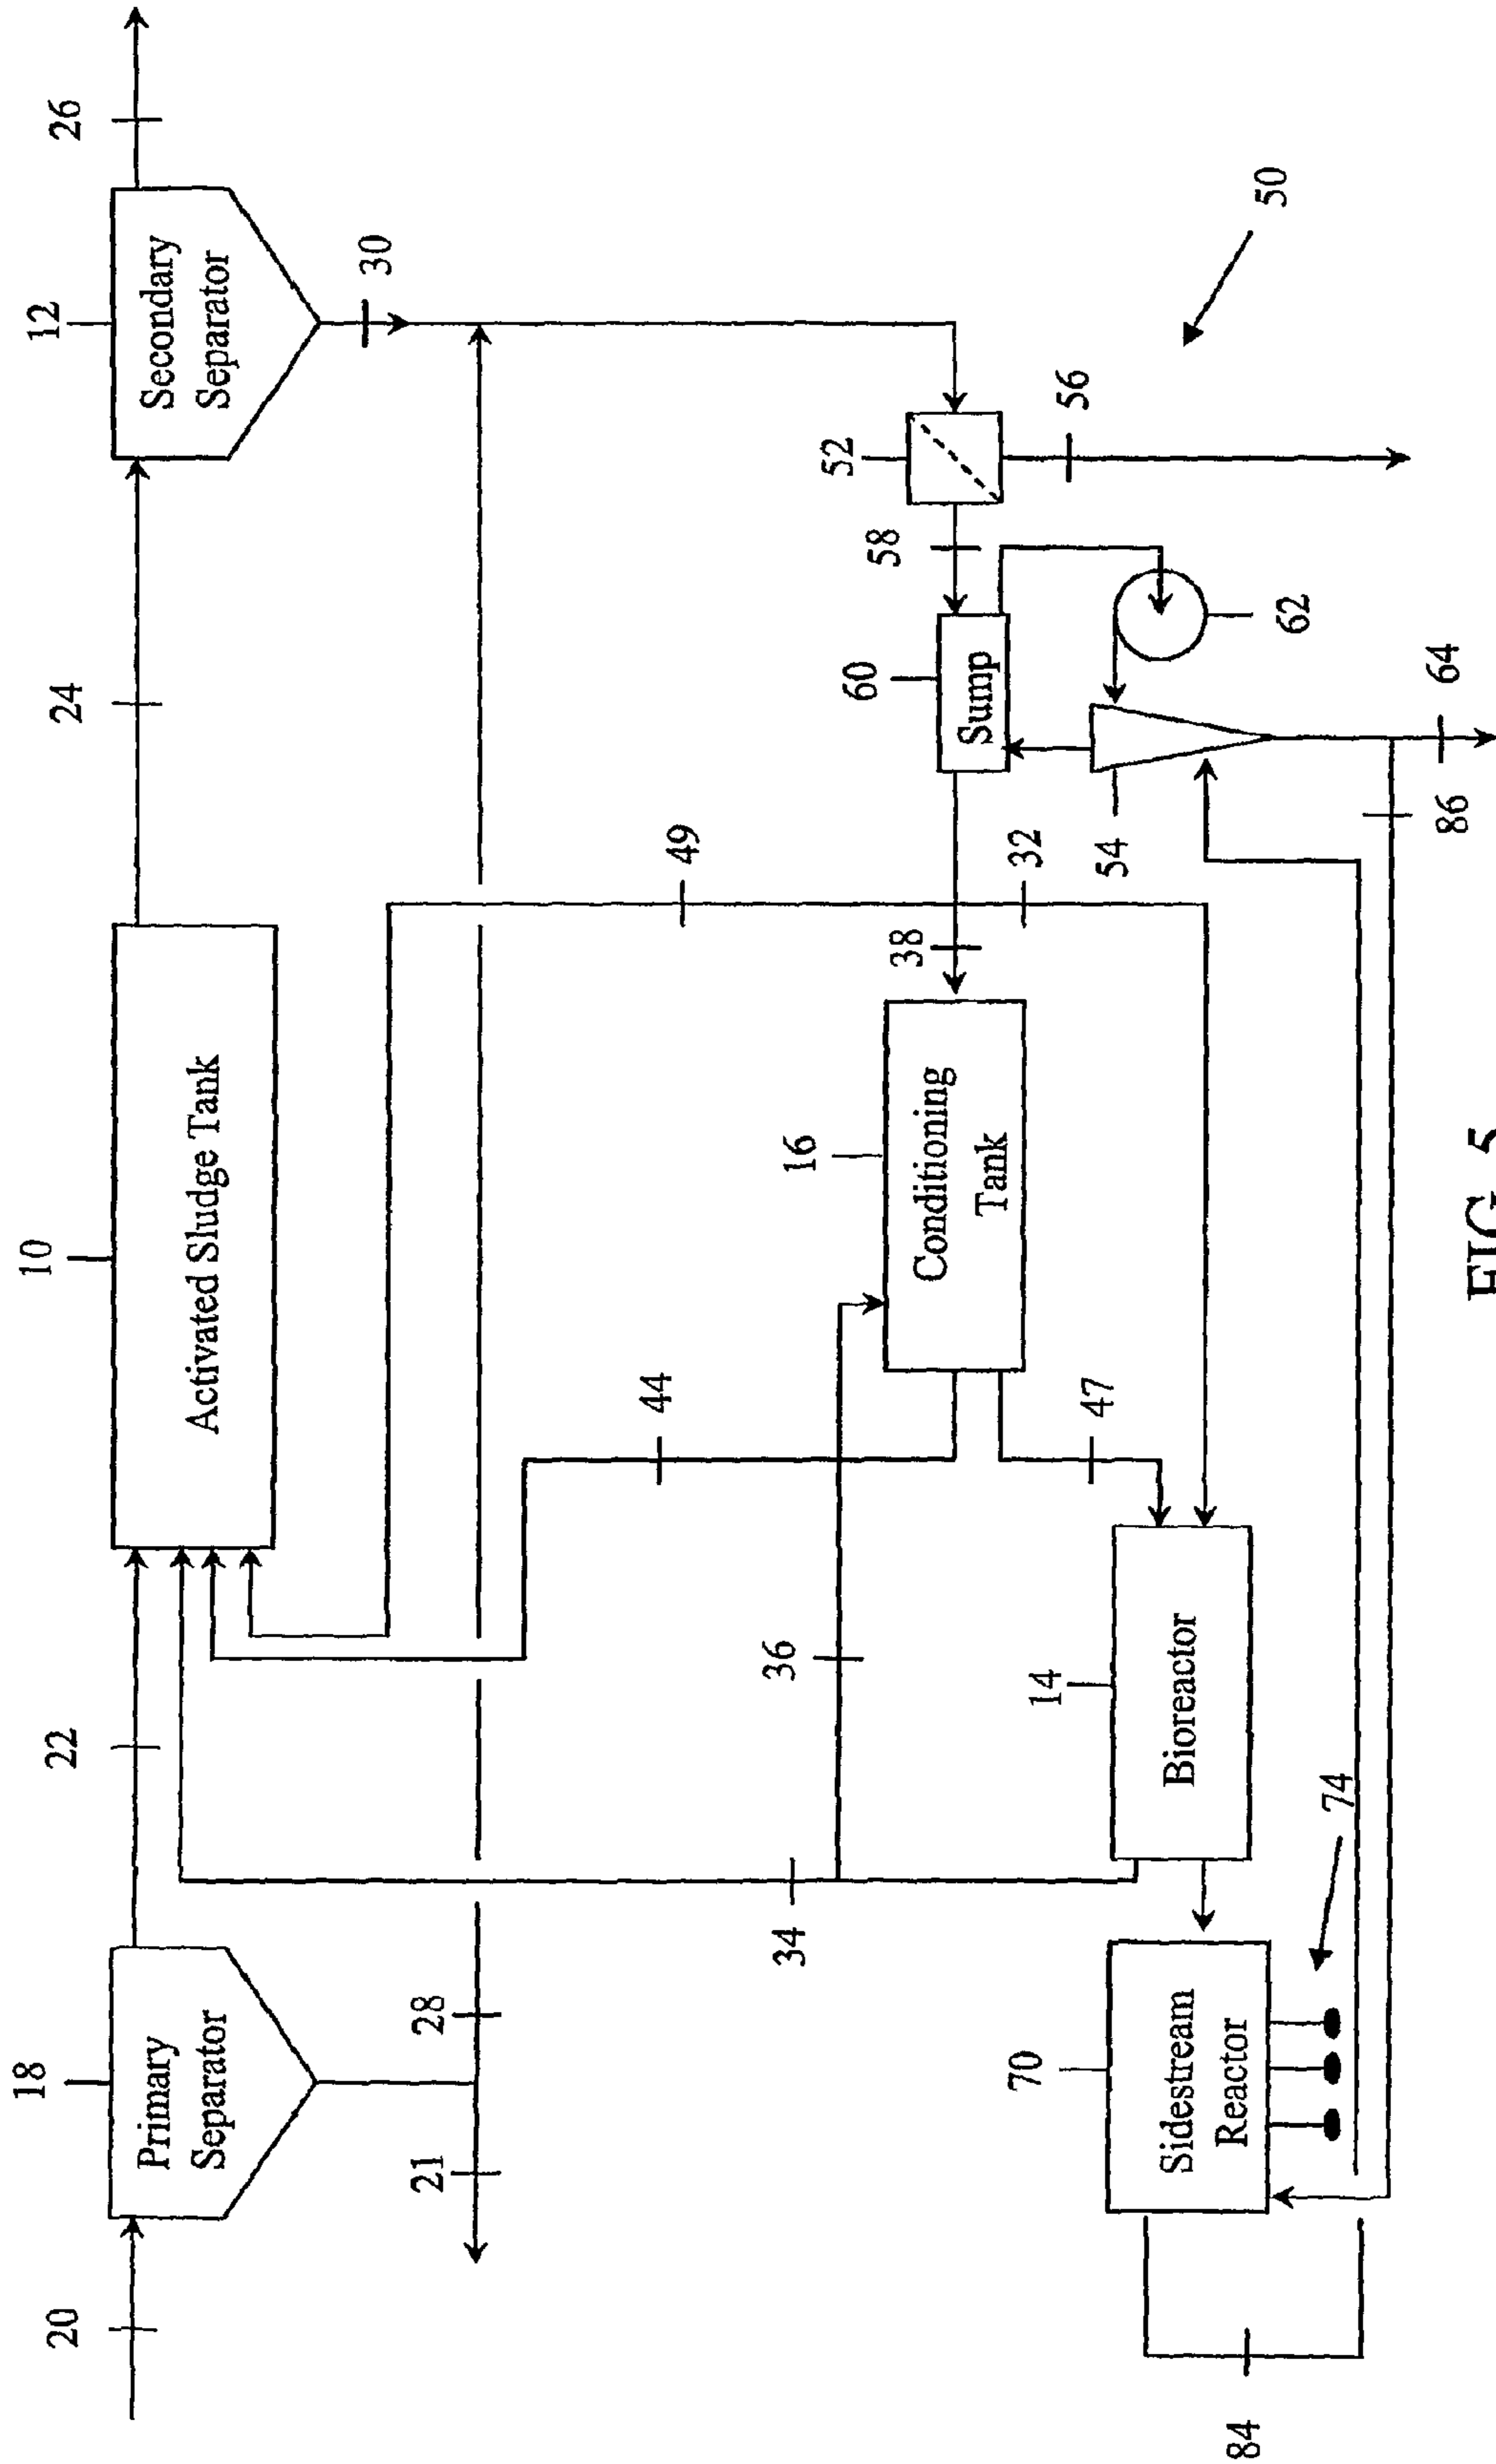 20
18
Primary
Separator
22
10
Activated Sludge Tank
24
12
Secondary
Separator
26
21
28
30
34
36
44
49
16
Conditioning
Tank
38
32
60
Sump
58
52
56
50
62
54
64
86
47
14
Bioreactor
70
Sidestream
Reactor
74
84
FIG. 5